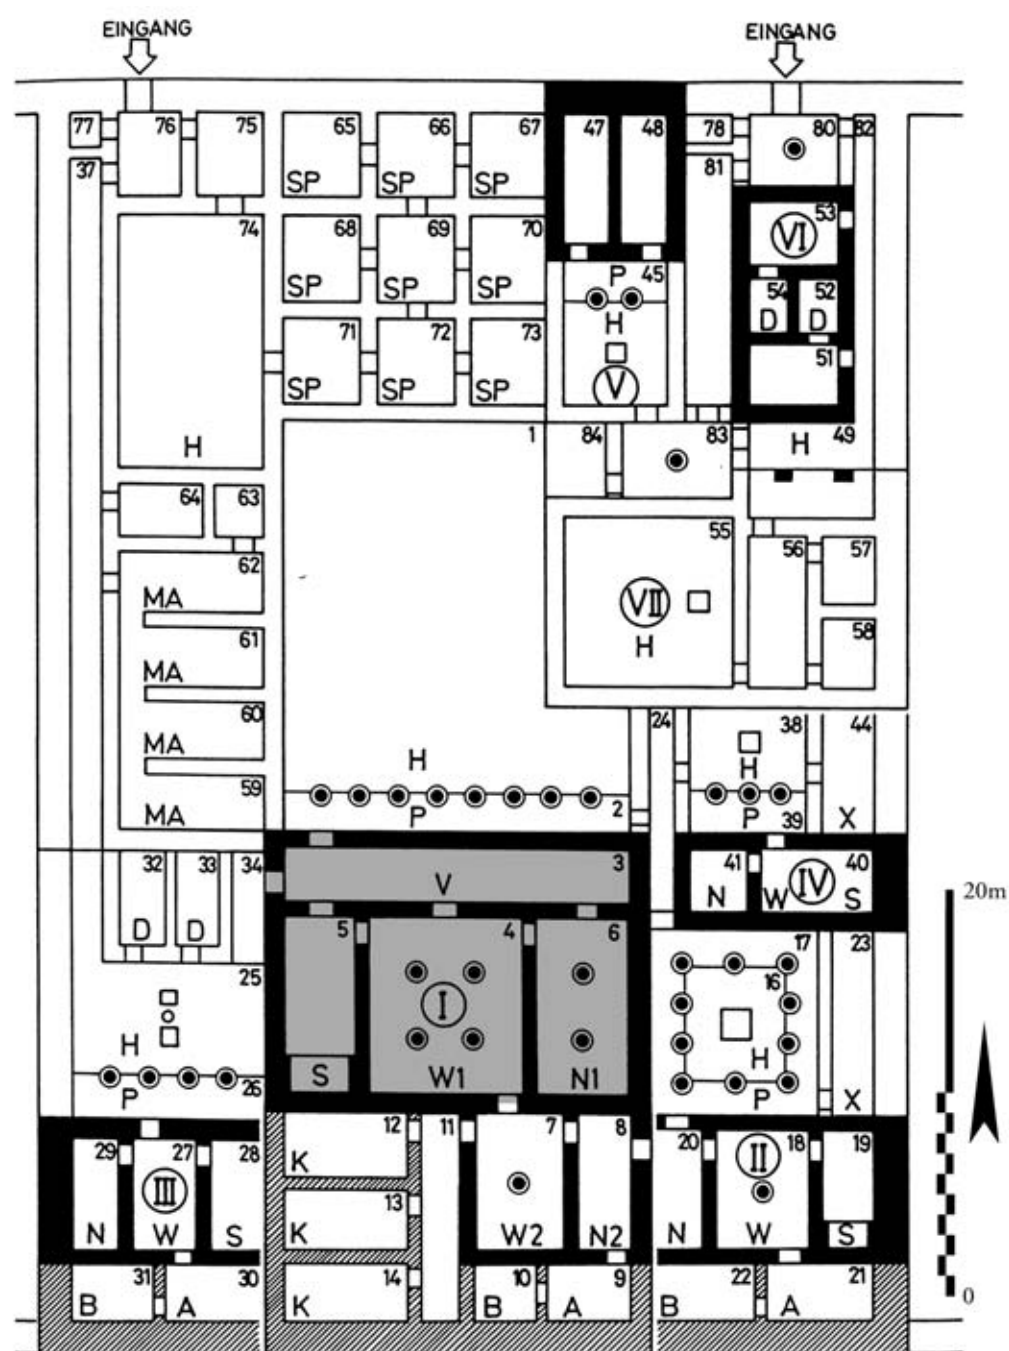 EINGANG EINGANG
77 76 75 65 66 67 47 48 78 80 82
37 SP SP SP 81
74 68 69 70 P 45 53
VI
SP SP SP H 54 52
D D
71 72 73 V 51
SP SP SP
H 1 84 83 H 49
64 63
62 55 56 57
MA VII
61 H 58
MA
60 24 38 44
MA H H
59 P 2 P 39 X
MA
32 33 34 3 41 40
V N W IV S 20m
D D 5 4 6 17 23
25 16
I
H H
P 26 S W1 N1 P X
29 27 28 12 11 7 8 20 18 19
K II
III 13
N W S K W2 N2 N W S
31 30 14 10 9 22 21
B A K B A B A 0